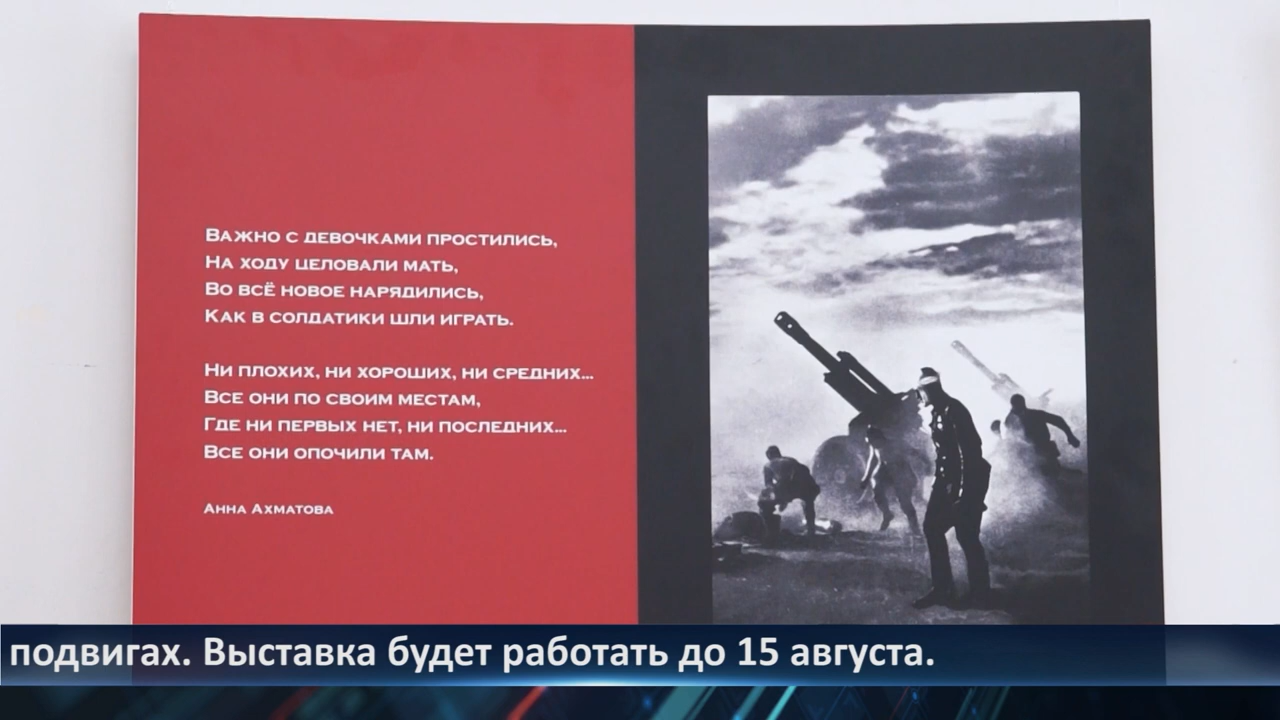 Важно с девочками простились,
На ходу целовали мать,
Во всё новое нарядились,
Как в солдатики шли играть.
Ни плохих, ни хороших, ни средних...
Все они по своим местам,
Где ни первых нет, ни последних...
Все они опочили там.
Анна Ахматова
подвигах. Выставка будет работать до 15 августа.